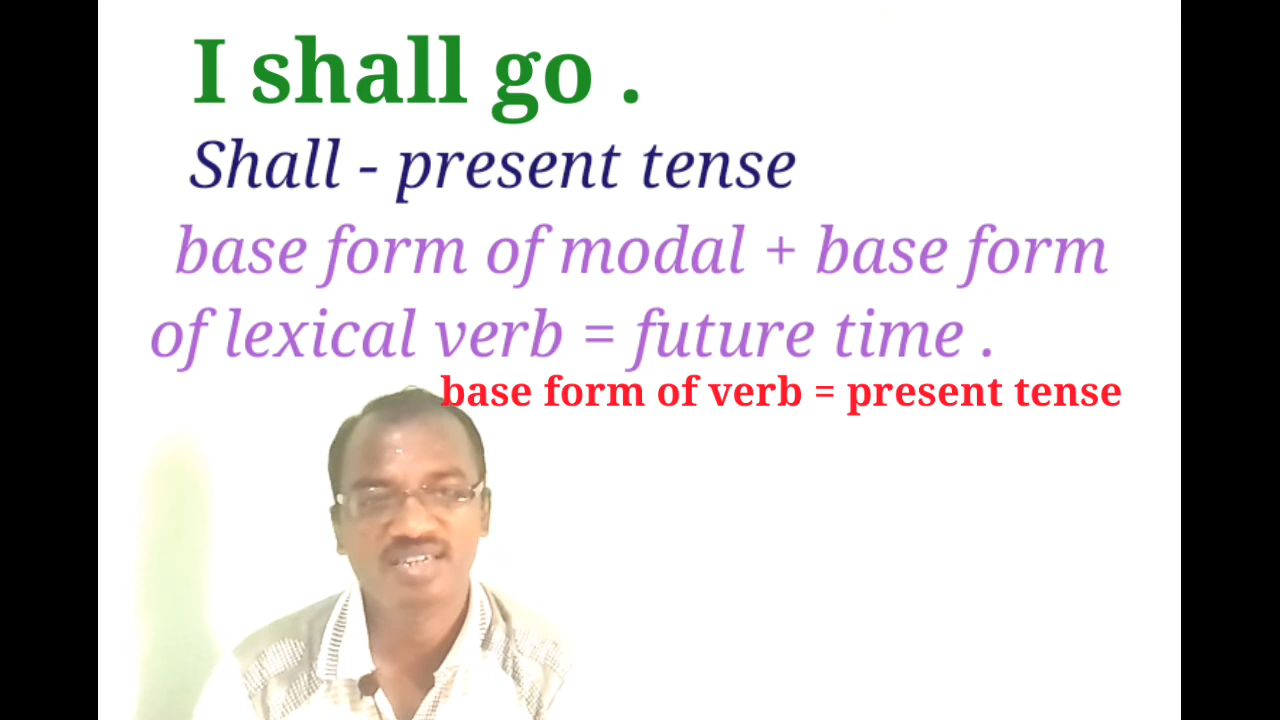 I shall go .
Shall - present tense
base form of modal + base form
of lexical verb = future time .
base form of verb = present tense